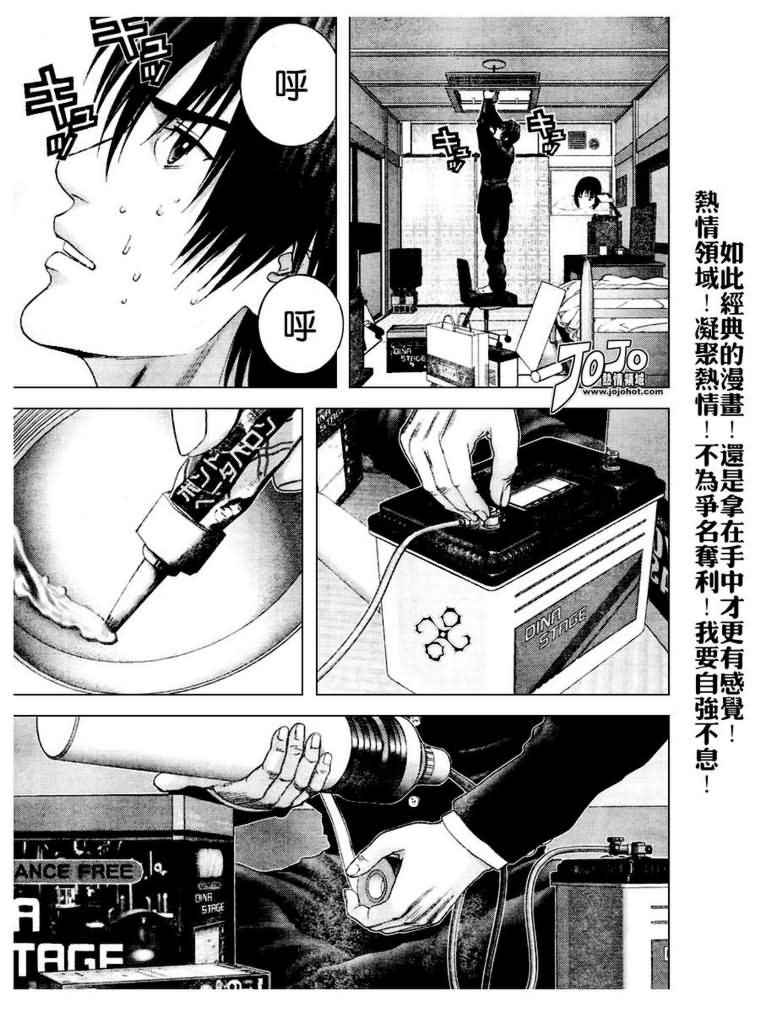 キュッ
キュッ
呼
呼
キュッ
キュッ
DINA
STAGE
JOJO
熱情領域
www.jojohot.com
DINA
STAGE
ANCE FREE
A
TAGE
DINA
STAGE
如此經典的漫畫！還是拿在手中才更有感覺！
熱情領域！凝聚熱情！不為爭名奪利！我要自強不息！